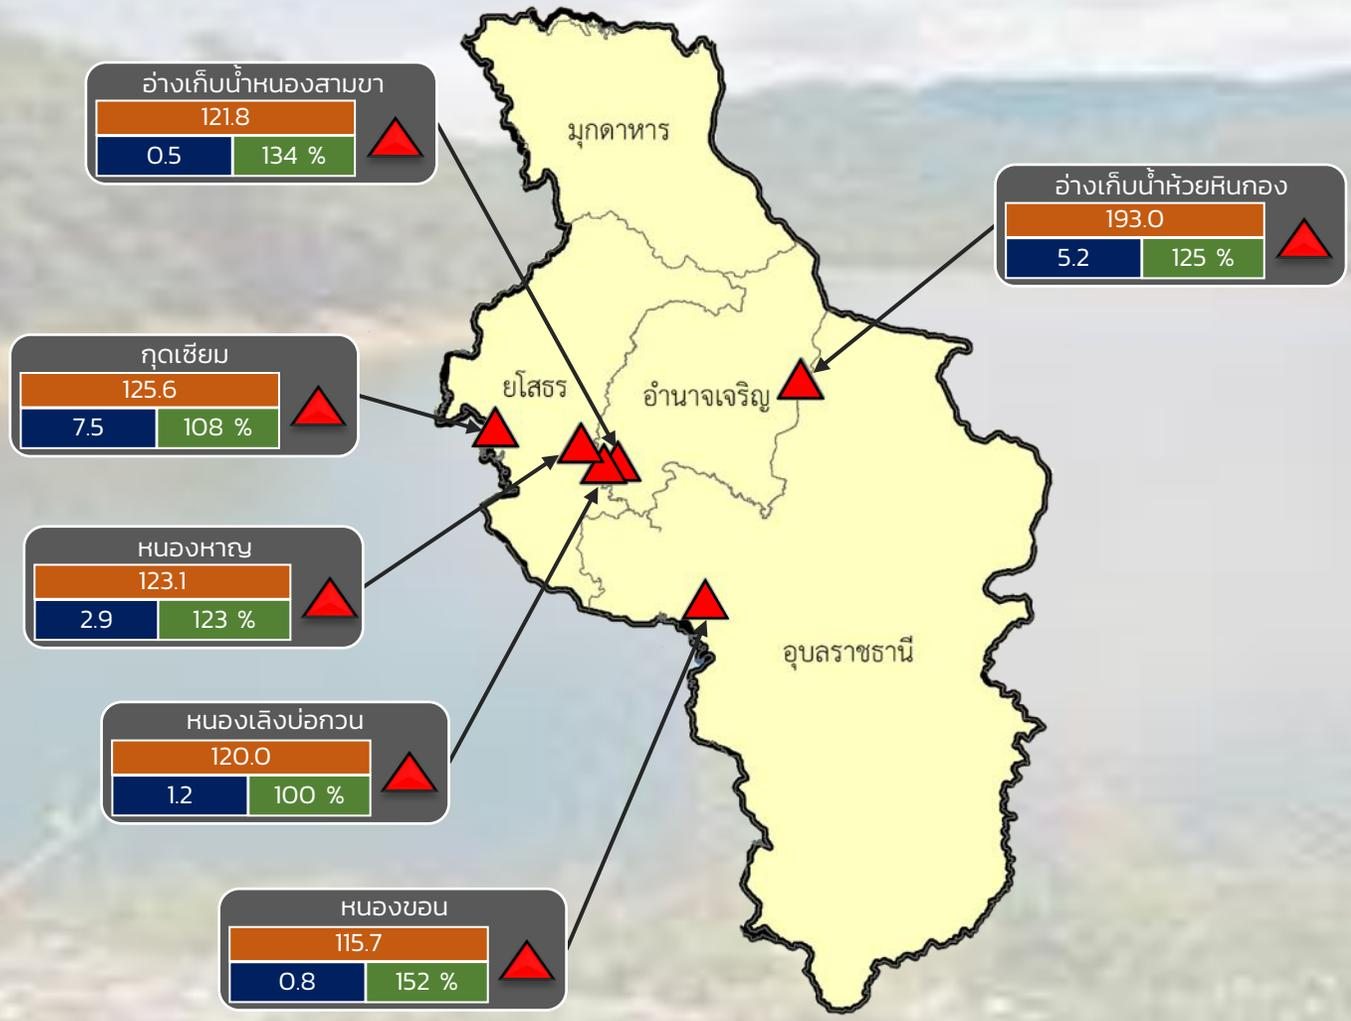 อ่างเก็บน้ำหนองสามขา
121.8
0.5
134 %
มุกดาหาร
อ่างเก็บน้ำห้วยหินกอง
193.0
5.2
125 %
กุดเซียม
125.6
7.5
108 %
ยโสธร
อำนาจเจริญ
หนองหาญ
123.1
2.9
123 %
อุบลราชธานี
หนองเลิงบ่อกวน
120.0
1.2
100 %
หนองขอน
115.7
0.8
152 %